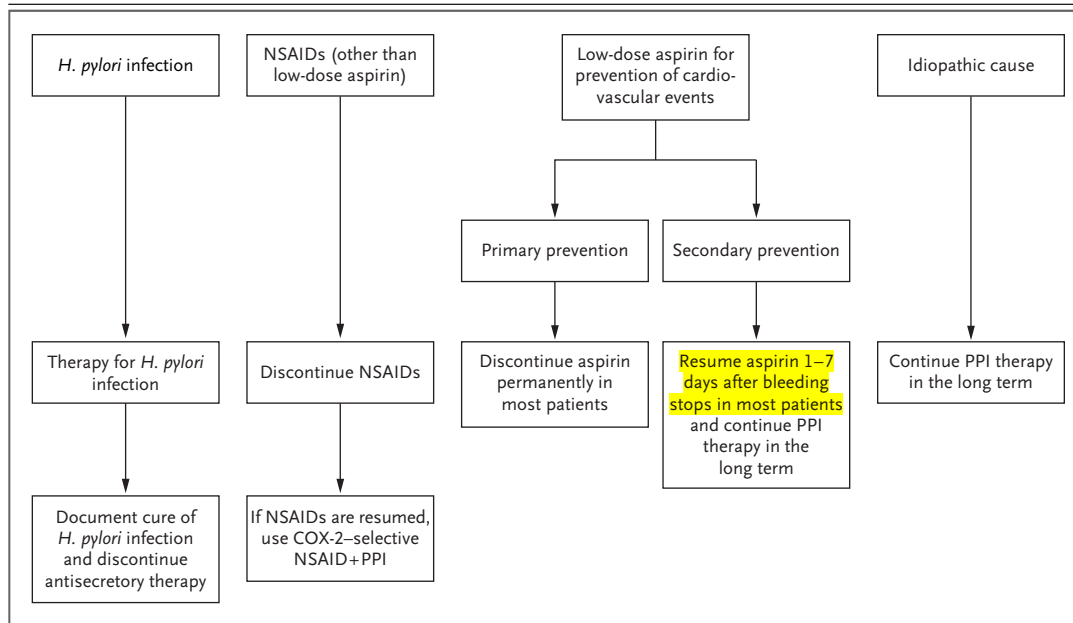 H. pylori infection
NSAIDs (other than
low-dose aspirin)
Low-dose aspirin for
prevention of cardio-
vascular events
Idiopathic cause
Primary prevention
Secondary prevention
Therapy for H. pylori
infection
Discontinue NSAIDs
Discontinue aspirin
permanently in
most patients
Resume aspirin 1–7
days after bleeding
stops in most patients
and continue PPI
therapy in the
long term
Continue PPI therapy
in the long term
Document cure of
H. pylori infection
and discontinue
antisecretory therapy
If NSAIDs are resumed,
use COX-2–selective
NSAID+PPI